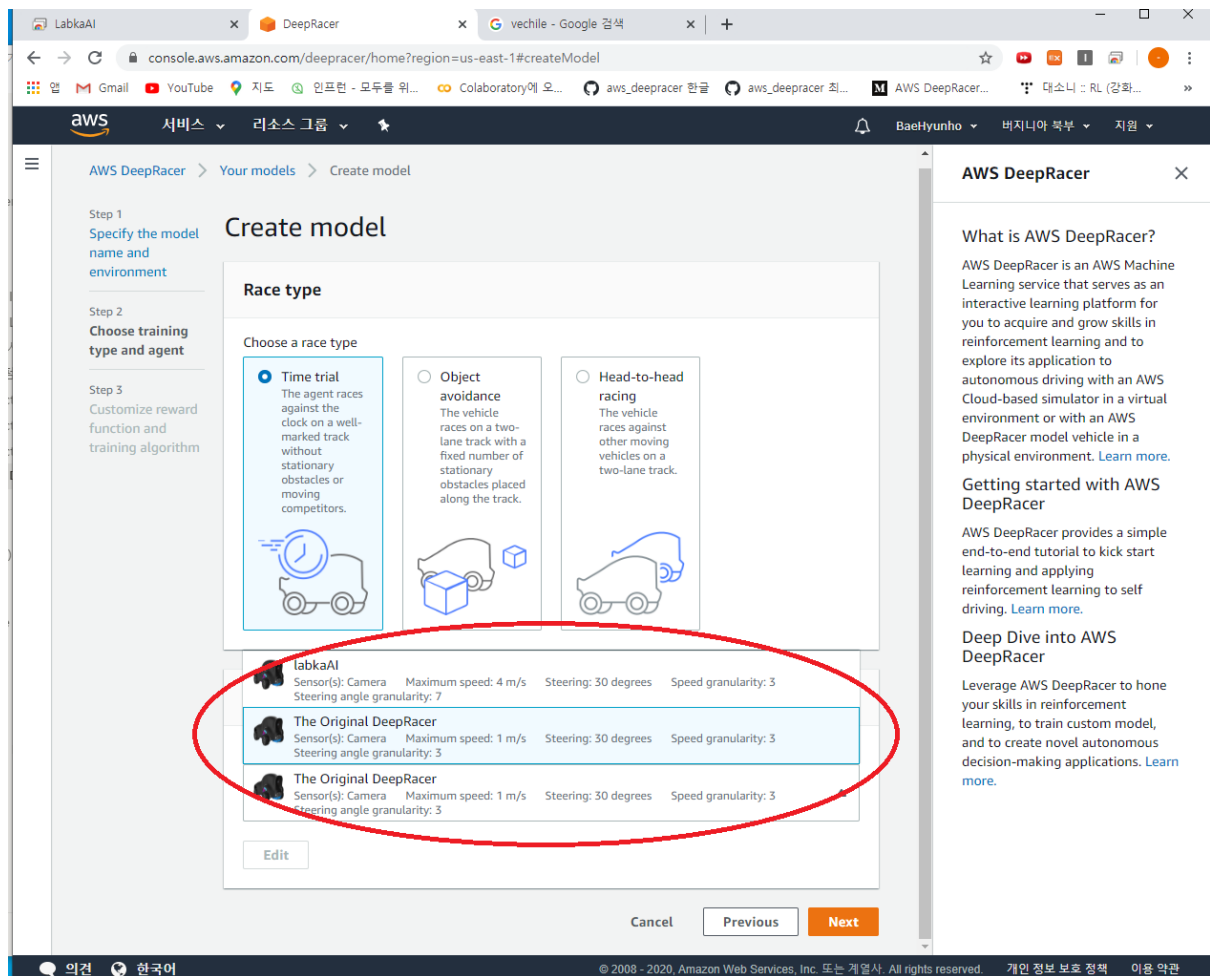 LabkaAI
DeepRacer
vechile - Google 검색
console.aws.amazon.com/deepracer/home?region=us-east-1#createModel
앱
Gmail
YouTube
지도
인프런 - 모두를 위...
Colaboratory에 오...
aws_deepracer 한글
aws_deepracer 최...
AWS DeepRacer...
대소니 :: RL (강화...
»
aws
서비스
리소스 그룹
BaeHyunho
버지니아 북부
지원
AWS DeepRacer > Your models > Create model
Step 1
Specify the model
name and
environment
Step 2
Choose training
type and agent
Step 3
Customize reward
function and
training algorithm
Create model
Race type
Choose a race type
Time trial
The agent races
against the
clock on a well-
marked track
without
stationary
obstacles or
moving
competitors.
Object
avoidance
The vehicle
races on a two-
lane track with a
fixed number of
stationary
obstacles placed
along the track.
Head-to-head
racing
The vehicle
races against
other moving
vehicles on a
two-lane track.
labkaAI
Sensor(s): Camera Maximum speed: 4 m/s Steering: 30 degrees Speed granularity: 3
Steering angle granularity: 7
The Original DeepRacer
Sensor(s): Camera Maximum speed: 1 m/s Steering: 30 degrees Speed granularity: 3
Steering angle granularity: 3
The Original DeepRacer
Sensor(s): Camera Maximum speed: 1 m/s Steering: 30 degrees Speed granularity: 3
Steering angle granularity: 3
Edit
Cancel
Previous
Next
AWS DeepRacer
What is AWS DeepRacer?
AWS DeepRacer is an AWS Machine
Learning service that serves as an
interactive learning platform for
you to acquire and grow skills in
reinforcement learning and to
explore its application to
autonomous driving with an AWS
Cloud-based simulator in a virtual
environment or with an AWS
DeepRacer model vehicle in a
physical environment. Learn more.
Getting started with AWS
DeepRacer
AWS DeepRacer provides a simple
end-to-end tutorial to kick start
learning and applying
reinforcement learning to self
driving. Learn more.
Deep Dive into AWS
DeepRacer
Leverage AWS DeepRacer to hone
your skills in reinforcement
learning, to train custom model,
and to create novel autonomous
decision-making applications. Learn
more.
의견
한국어
© 2008 - 2020, Amazon Web Services, Inc. 또는 계열사. All rights reserved.
개인 정보 보호 정책
이용 약관